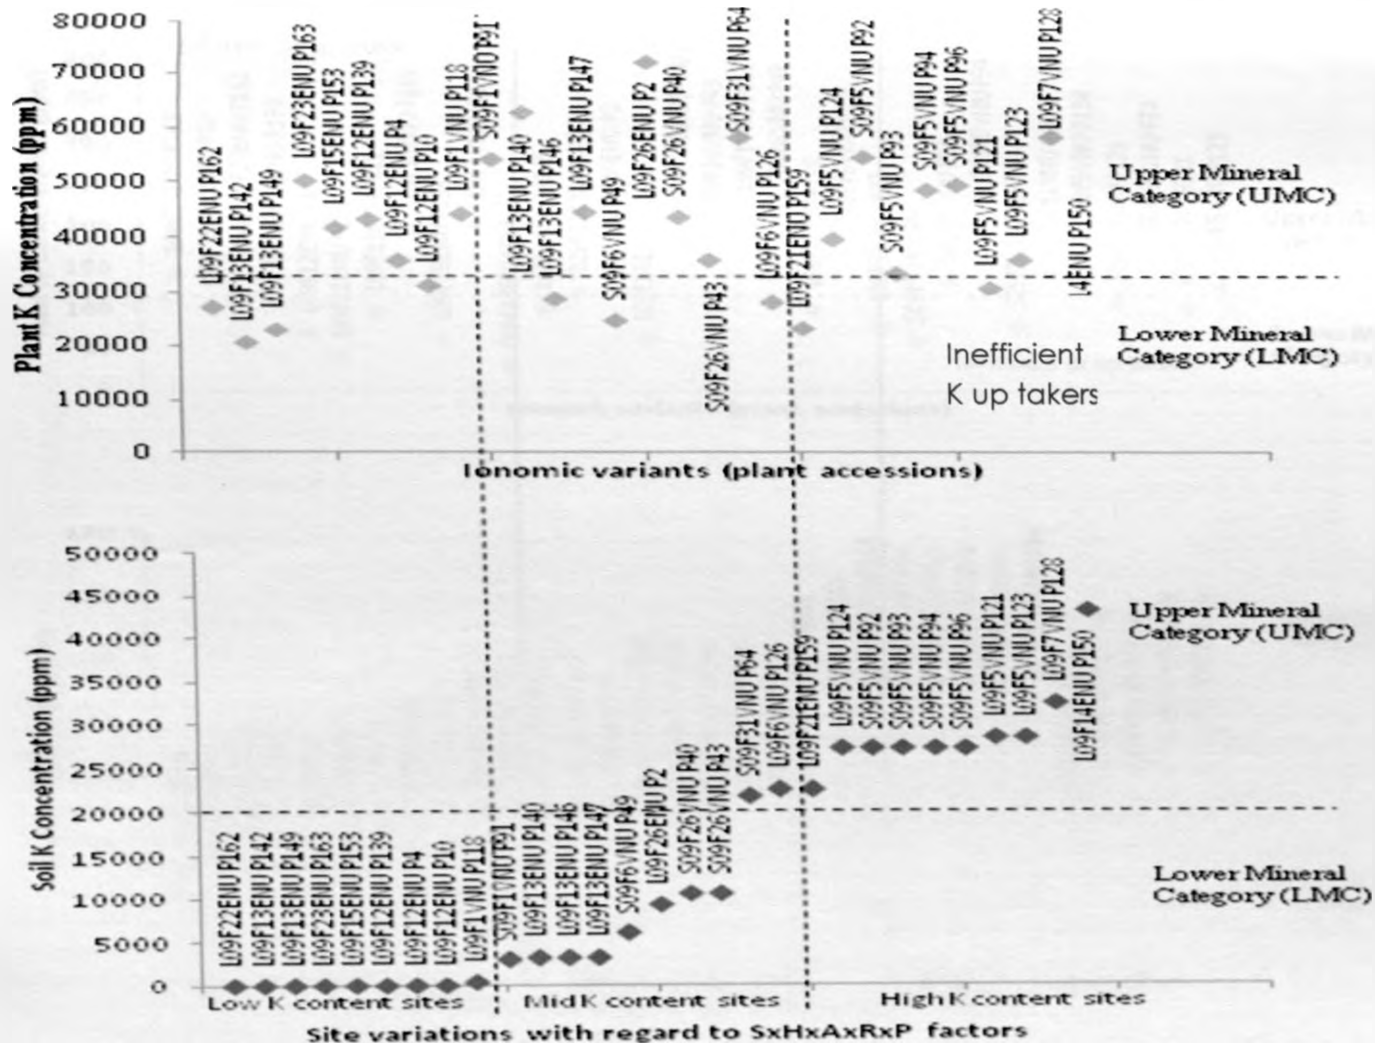 Plant K Concentration (ppm)
80000
70000
60000
50000
40000
30000
20000
10000
0
L09F22ENU P162
L09F13ENU P142
L09F13ENU P149
L09F23ENU P163
L09F15ENU P153
L09F12ENU P139
L09F12ENU P4
L09F12ENU P10
L09F1VNU P118
S09F1VNU P91
L09F13ENU P140
L09F13ENU P146
L09F13ENU P147
S09F6VNU P49
L09F26ENU P2
S09F26VNU P40
S09F26VNU P43
S09F31VNU P64
L09F6VNU P126
L09F21ENU P159
L09F5VNU P124
S09F5VNU P92
S09F5VNU P93
S09F5VNU P94
S09F5VNU P96
L09F5VNU P121
L09F5VNU P123
L09F7VNU P128
L4ENU P150
Upper Mineral
Category (UMC)
Lower Mineral
Category (LMC)
Inefficient
K up takers
Ionomic variants (plant accessions)
Soil K Concentration (ppm)
50000
45000
40000
35000
30000
25000
20000
15000
10000
5000
0
L09F22ENU P162
L09F13ENU P142
L09F13ENU P149
L09F23ENU P163
L09F15ENU P153
L09F12ENU P139
L09F12ENU P4
L09F12ENU P10
L09F1VNU P118
S09F1VNU P91
L09F13ENU P140
L09F13ENU P146
L09F13ENU P147
S09F6VNU P49
L09F26ENU P2
S09F26VNU P40
S09F26VNU P43
S09F31VNU P64
L09F6VNU P126
L09F21ENU P159
L09F5VNU P124
S09F5VNU P92
S09F5VNU P93
S09F5VNU P94
S09F5VNU P96
L09F5VNU P121
L09F5VNU P123
L09F7VNU P128
L09F14ENU P150
Upper Mineral
Category (UMC)
Lower Mineral
Category (LMC)
Low K content sites
Mid K content sites
High K content sites
Site variations with regard to SxHxAxRxP factors